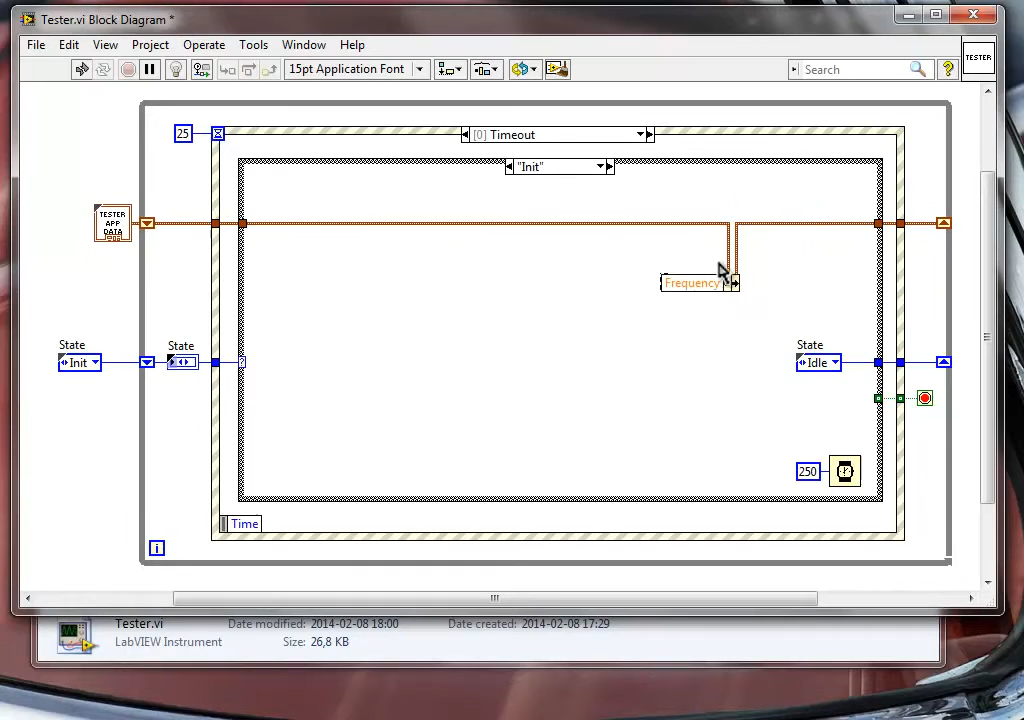 Tester.vi Block Diagram *
File Edit View Project Operate Tools Window Help
15pt Application Font
Search
?
TESTER
25
[0] Timeout
"Init"
TESTER
APP
DATA
Frequency
State
Init
State
?
State
Idle
250
Time
i
Tester.vi
Date modified: 2014-02-08 18:00
Date created: 2014-02-08 17:29
LabVIEW Instrument
Size: 26,8 KB